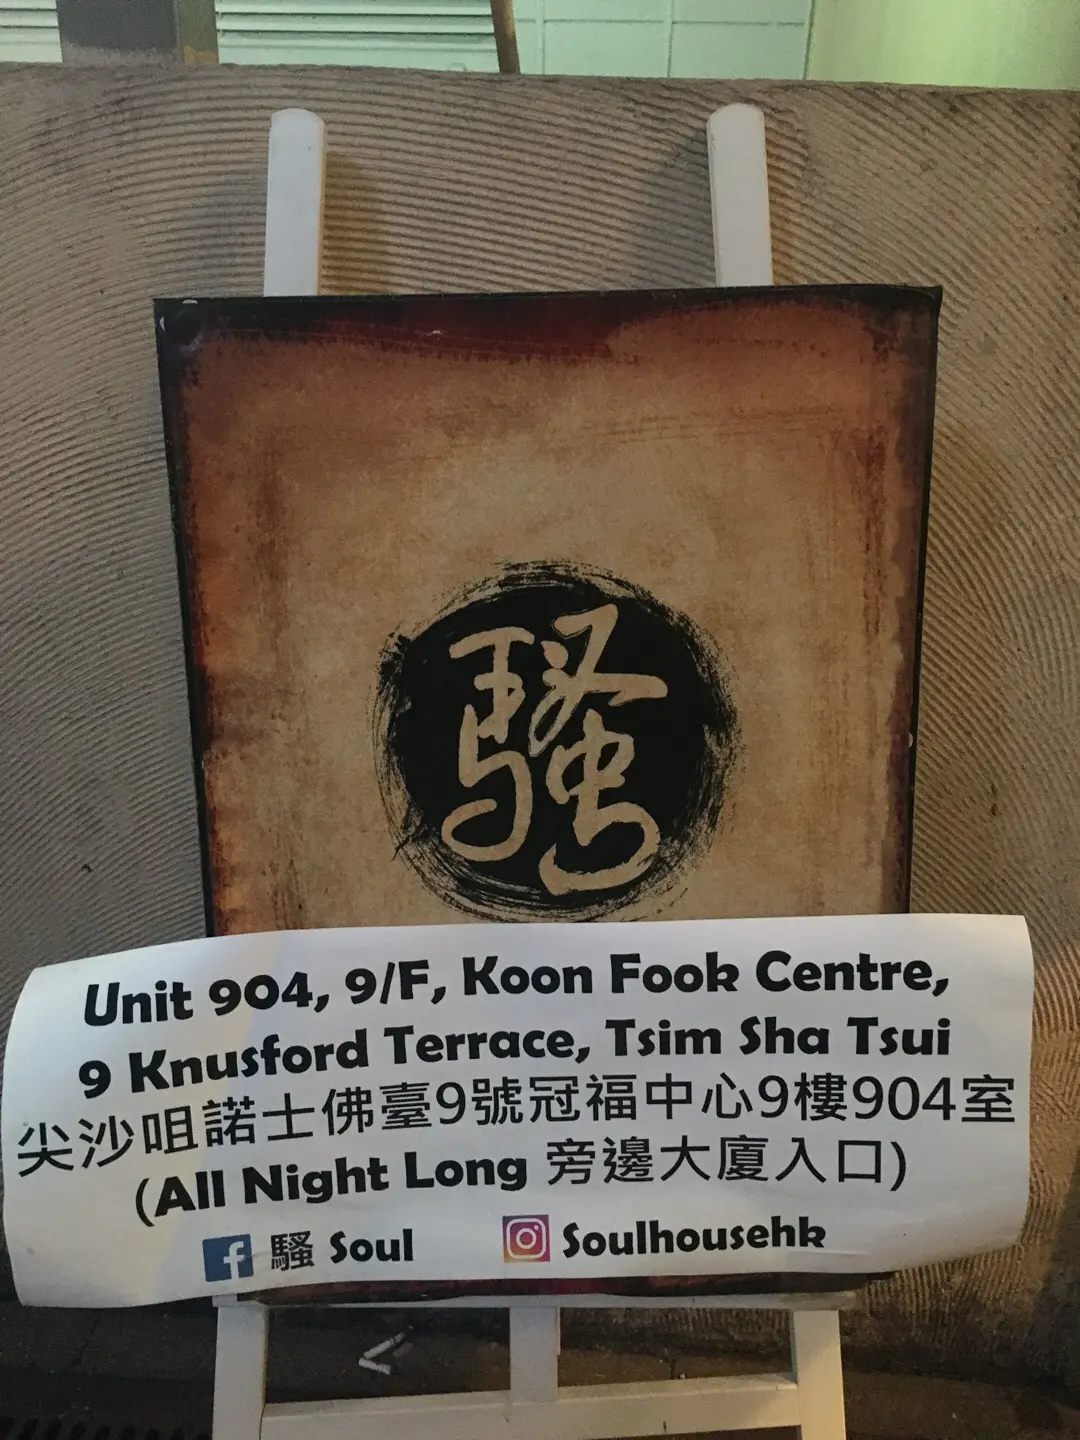 騷
Unit 904, 9/F, Koon Fook Centre,
9 Knusford Terrace, Tsim Sha Tsui
尖沙咀諾士佛臺9號冠福中心9樓904室
(All Night Long 旁邊大廈入口)
騷 Soul Soulhousehk